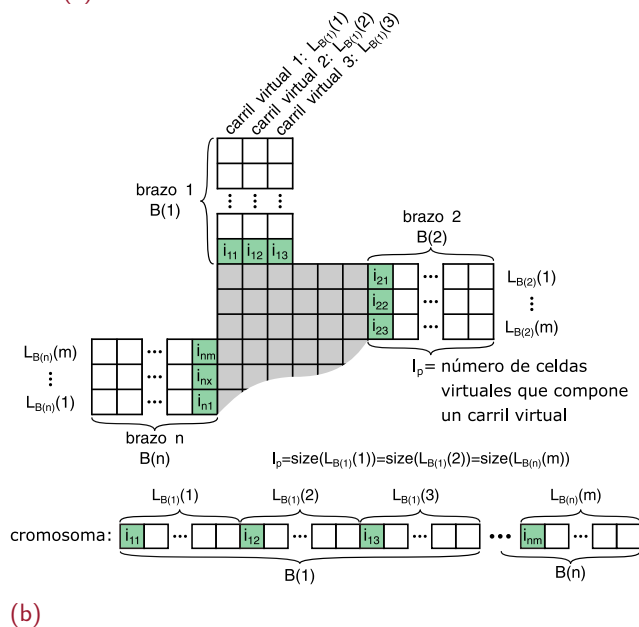 carril virtual 1: L_B(1)(1)
carril virtual 2: L_B(1)(2)
carril virtual 3: L_B(1)(3)
brazo 1
B(1)
i11 i12 i13
brazo 2
B(2)
i21
i22
i23
L_B(2)(1)
L_B(2)(m)
L_B(n)(m)
L_B(n)(1)
inm
inx
in1
brazo n
B(n)
I_p= número de celdas
virtuales que compone
un carril virtual
I_p=size(L_B(1)(1))=size(L_B(1)(2))=size(L_B(n)(m))
L_B(1)(1) L_B(1)(2) L_B(1)(3) L_B(n)(m)
cromosoma: i11 i12 i13 inm
B(1) B(n)
(b)